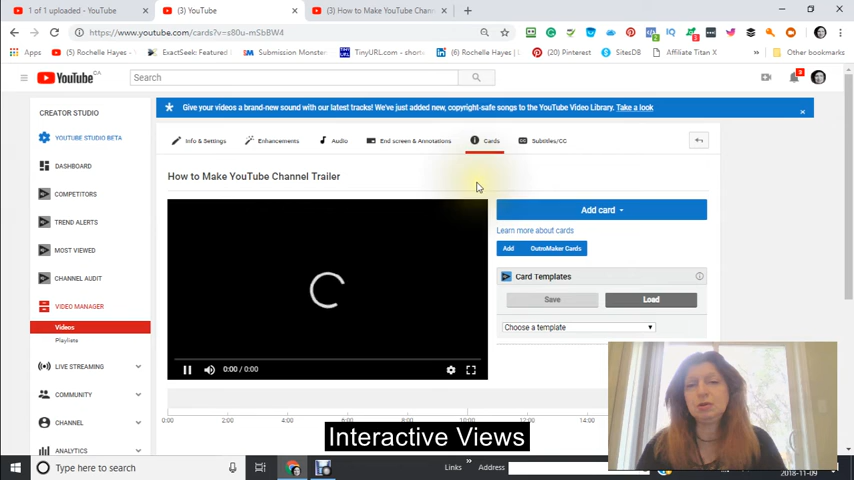 1 of 1 uploaded - YouTube
(3) YouTube
(3) How to Make YouTube Chann
https://www.youtube.com/cards?v=s80u-mSbBW4
Apps
(5) Rochelle Hayes
ExactSeek: Featured
Submission Monster
TinyURL.com - shorte
(6) Rochelle Hayes
(20) Pinterest
SitesDB
Affiliate Titan X
Other bookmarks
YouTube CA
Search
3
CREATOR STUDIO
YOUTUBE STUDIO BETA
DASHBOARD
COMPETITORS
TREND ALERTS
MOST VIEWED
CHANNEL AUDIT
VIDEO MANAGER
Videos
Playlists
LIVE STREAMING
COMMUNITY
CHANNEL
ANALYTICS
Give your videos a brand-new sound with our latest tracks! We've just added new, copyright-safe songs to the YouTube Video Library. Take a look
Info & Settings
Enhancements
Audio
End screen & Annotations
Cards
Subtitles/CC
How to Make YouTube Channel Trailer
Add card
Learn more about cards
Add OutroMaker Cards
Card Templates
Save
Load
Choose a template
0:00 / 0:00
0:00
2:00
4:00
6:00
8:00
10:00
12:00
14:00
Interactive Views
Type here to search
Links
Address
2018-11-09